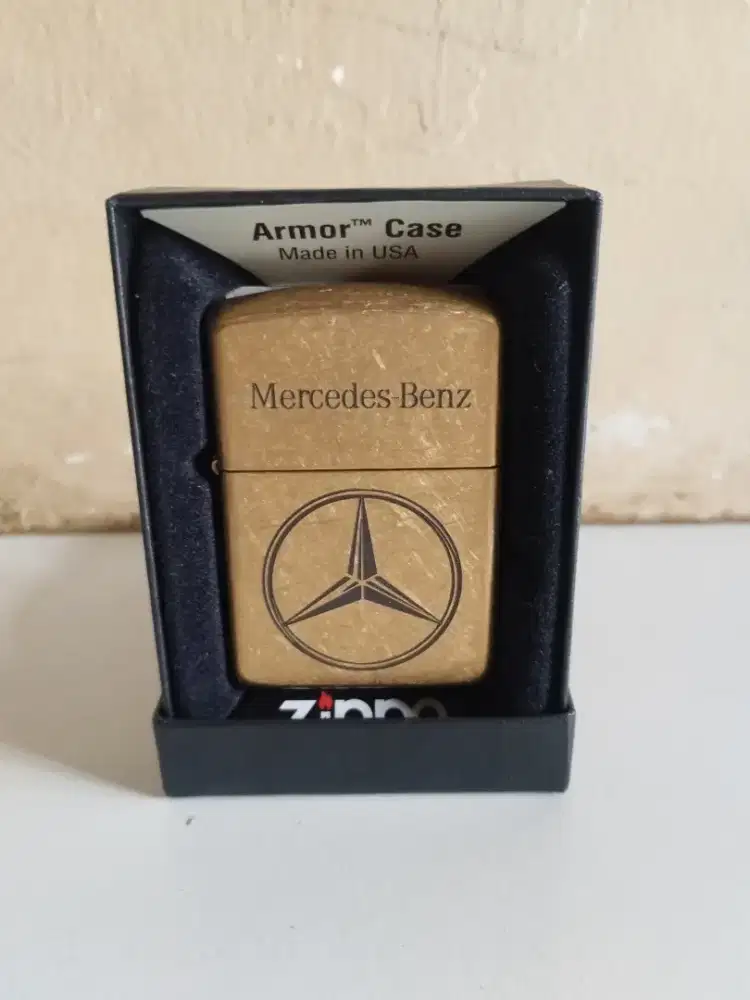 Armor™ Case
Made in USA
Mercedes-Benz
zippo